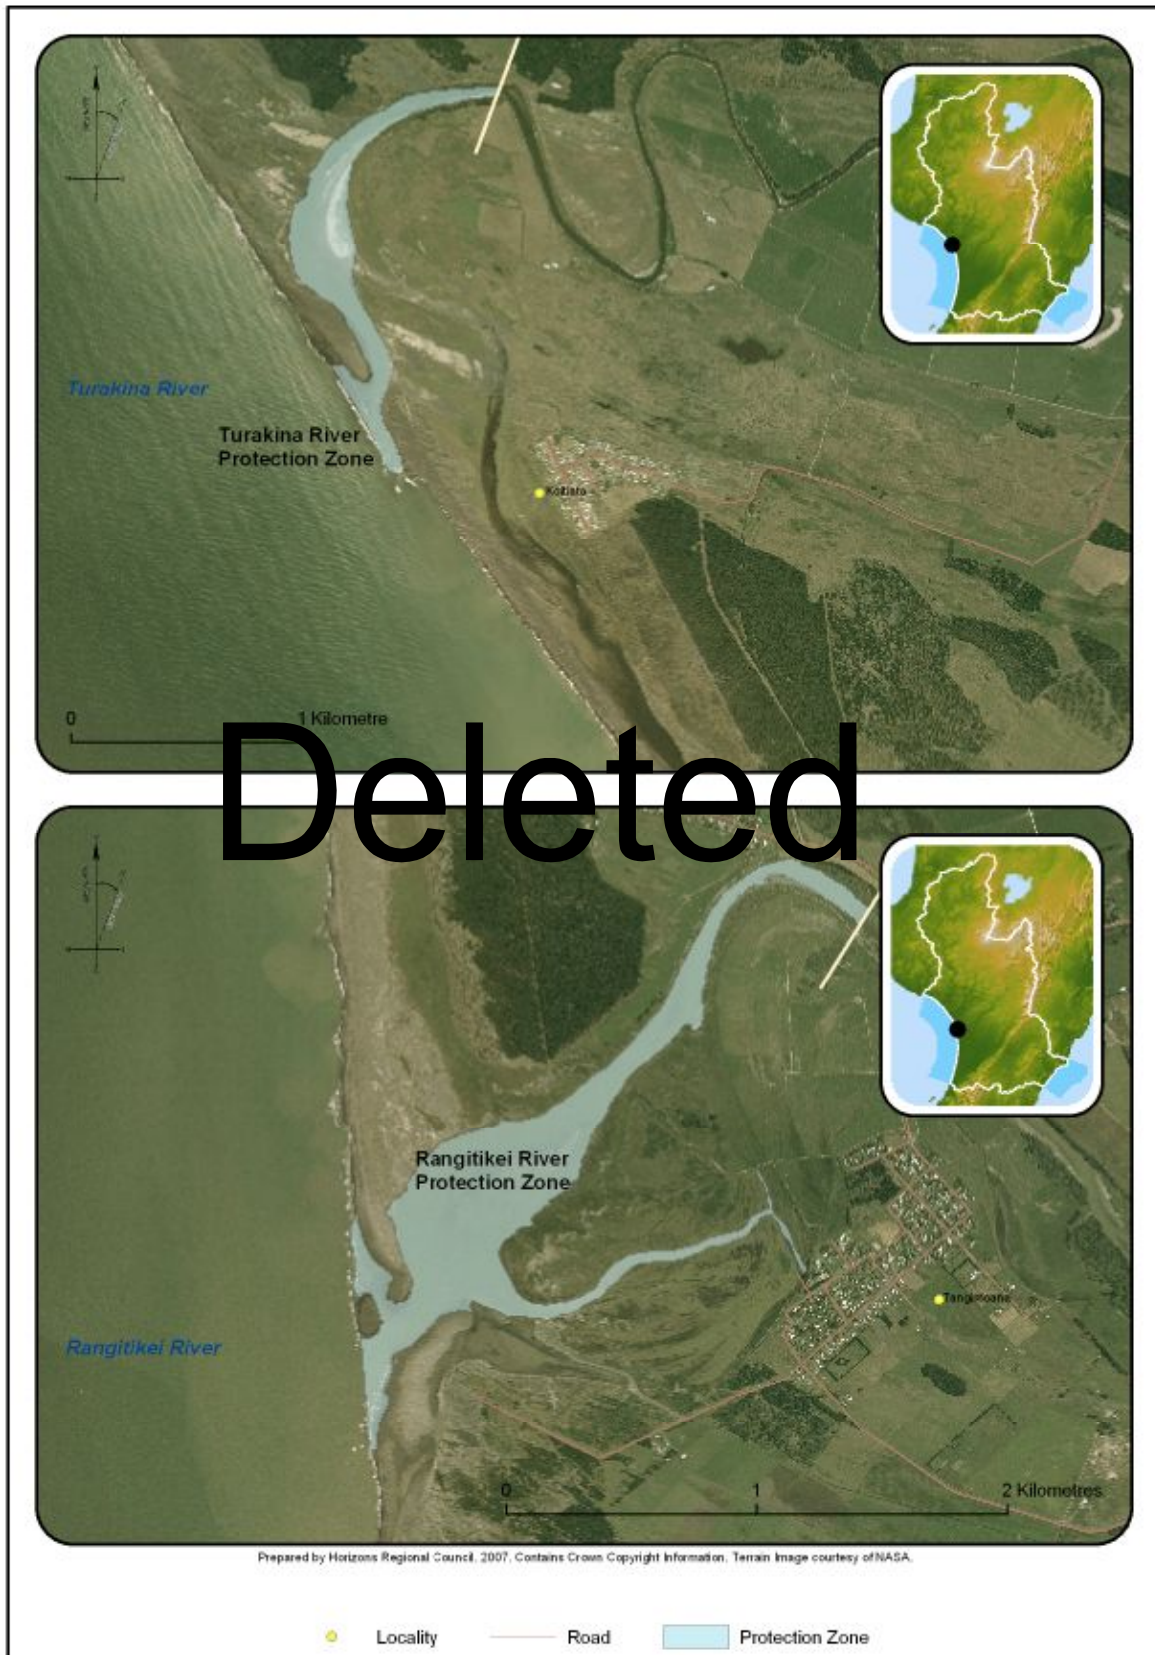 Turakina River
Turakina River
Protection Zone
Koitiata
0 1 Kilometre
Deleted
Rangitikei River
Protection Zone
Tangimoana
Rangitikei River
0 1 2 Kilometres
Prepared by Horizons Regional Council, 2007. Contains Crown Copyright Information. Terrain Image courtesy of NASA.
Locality Road Protection Zone